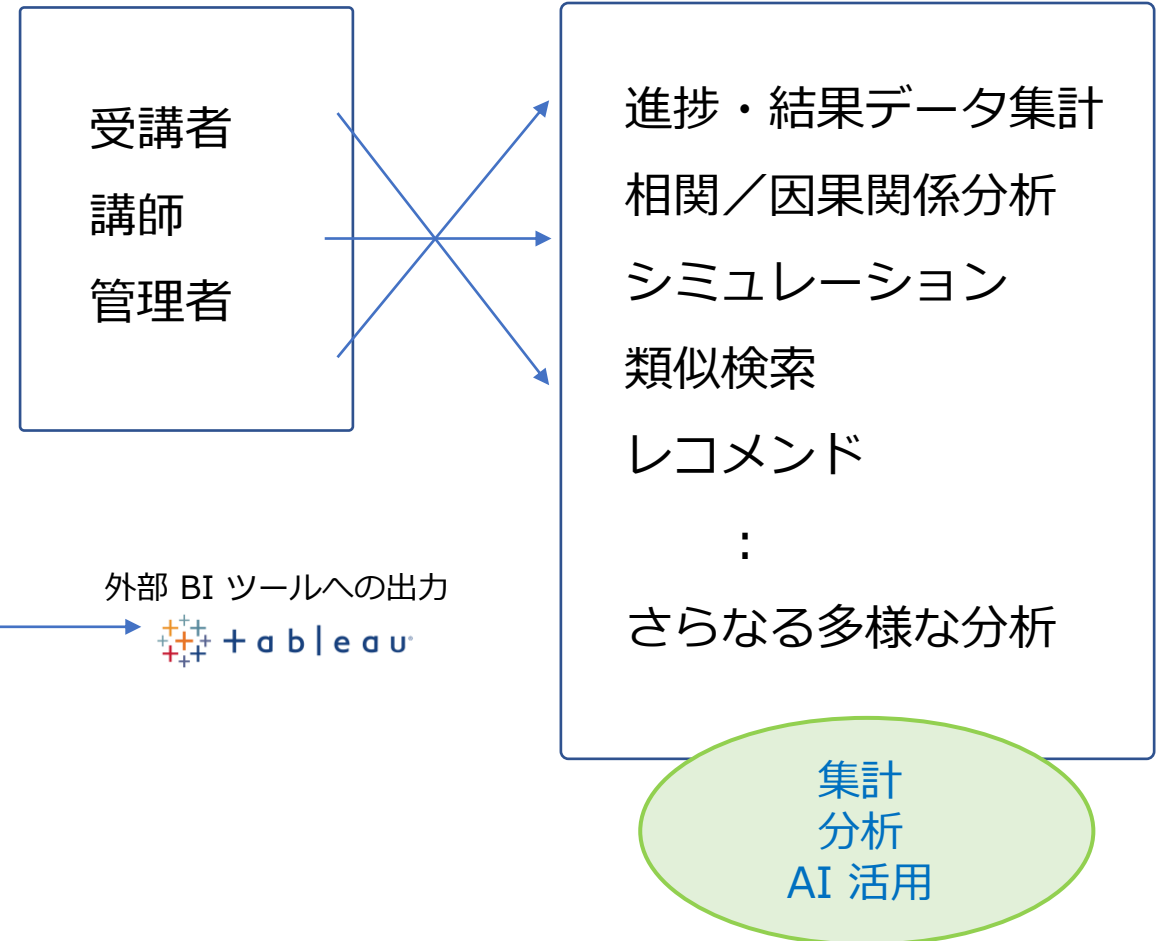 受講者
講師
管理者
進捗・結果データ集計
相関／因果関係分析
シミュレーション
類似検索
レコメンド
：
さらなる多様な分析
外部 BI ツールへの出力
+ableau
集計
分析
AI 活用